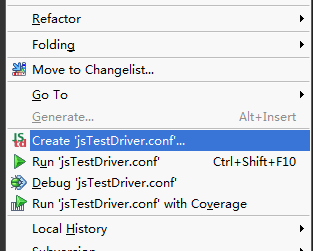 Refactor
Folding
Move to Changelist...
Go To
Generate... Alt+Insert
Create 'jsTestDriver.conf'...
Run 'jsTestDriver.conf' Ctrl+Shift+F10
Debug 'jsTestDriver.conf'
Run 'jsTestDriver.conf' with Coverage
Local History